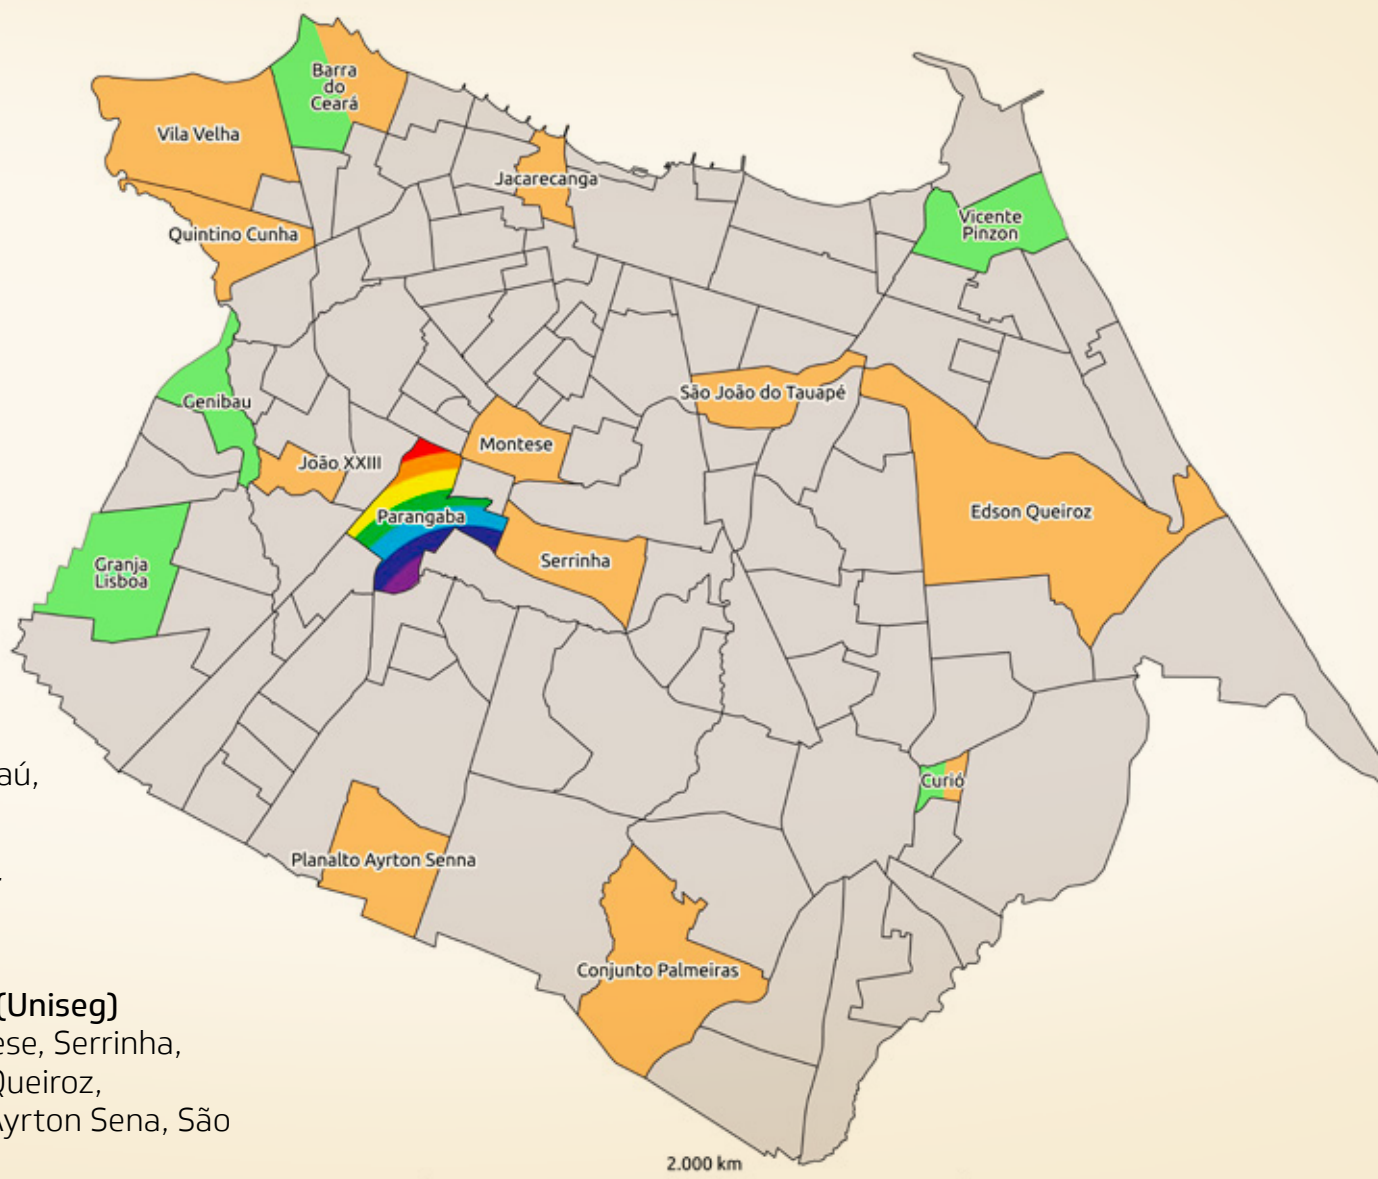 Barra
do
Ceará
Vila Velha
Jacarecanga
Quintino Cunha
Vicente
Pinzon
Genibau
São João do Tauapé
Montese
João XXIII
Parangaba
Edson Queiroz
Serrinha
Granja
Lisboa
aú,
Curió
Planalto Ayrton Senna
Conjunto Palmeiras
(Uniseg)
ese, Serrinha,
Queiroz,
Ayrton Sena, São
2.000 km